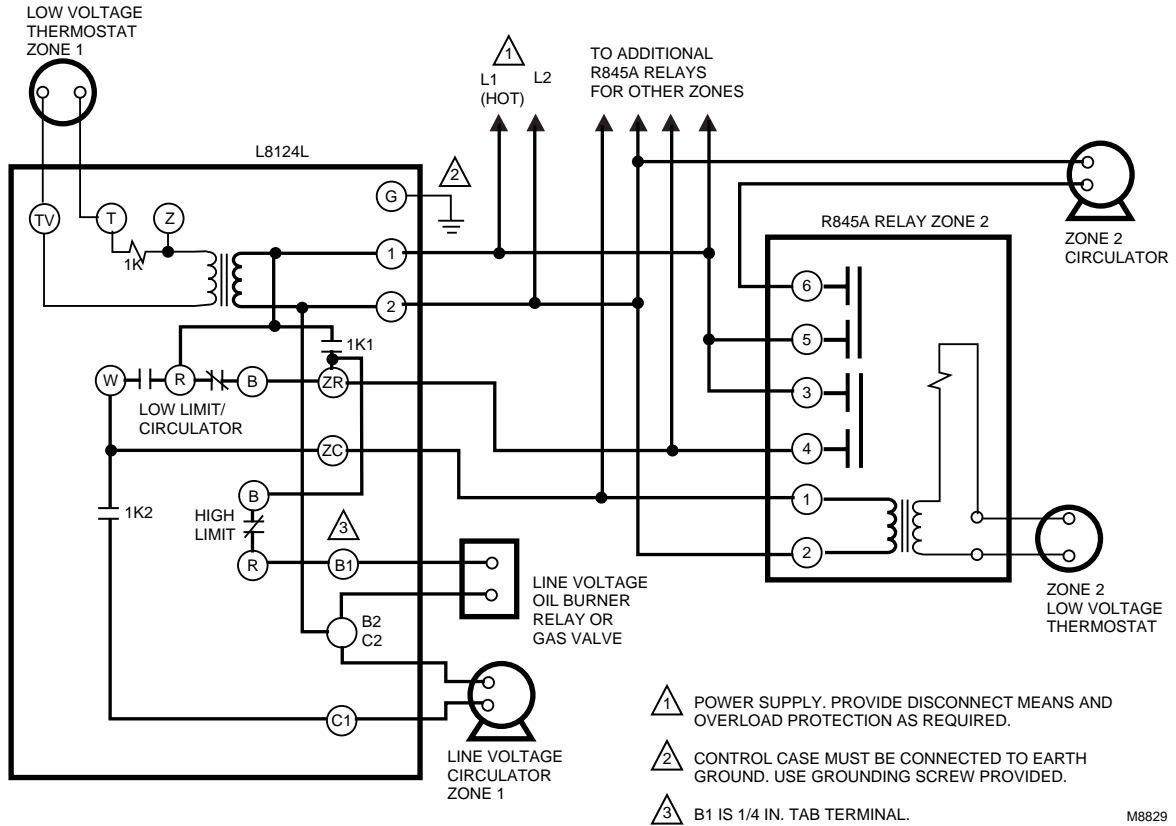 LOW VOLTAGE
THERMOSTAT
ZONE 1
1
L1
(HOT)
L2
TO ADDITIONAL
R845A RELAYS
FOR OTHER ZONES
L8124L
2
G
TV
T
Z
1K
1
2
1K1
W
R
B
ZR
LOW LIMIT/
CIRCULATOR
ZC
1K2
B
HIGH
LIMIT
R
3
B1
B2
C2
C1
LINE VOLTAGE
OIL BURNER
RELAY OR
GAS VALVE
LINE VOLTAGE
CIRCULATOR
ZONE 1
R845A RELAY ZONE 2
6
5
3
4
1
2
ZONE 2
CIRCULATOR
ZONE 2
LOW VOLTAGE
THERMOSTAT
1 POWER SUPPLY. PROVIDE DISCONNECT MEANS AND
OVERLOAD PROTECTION AS REQUIRED.
2 CONTROL CASE MUST BE CONNECTED TO EARTH
GROUND. USE GROUNDING SCREW PROVIDED.
3 B1 IS 1/4 IN. TAB TERMINAL.
M8829